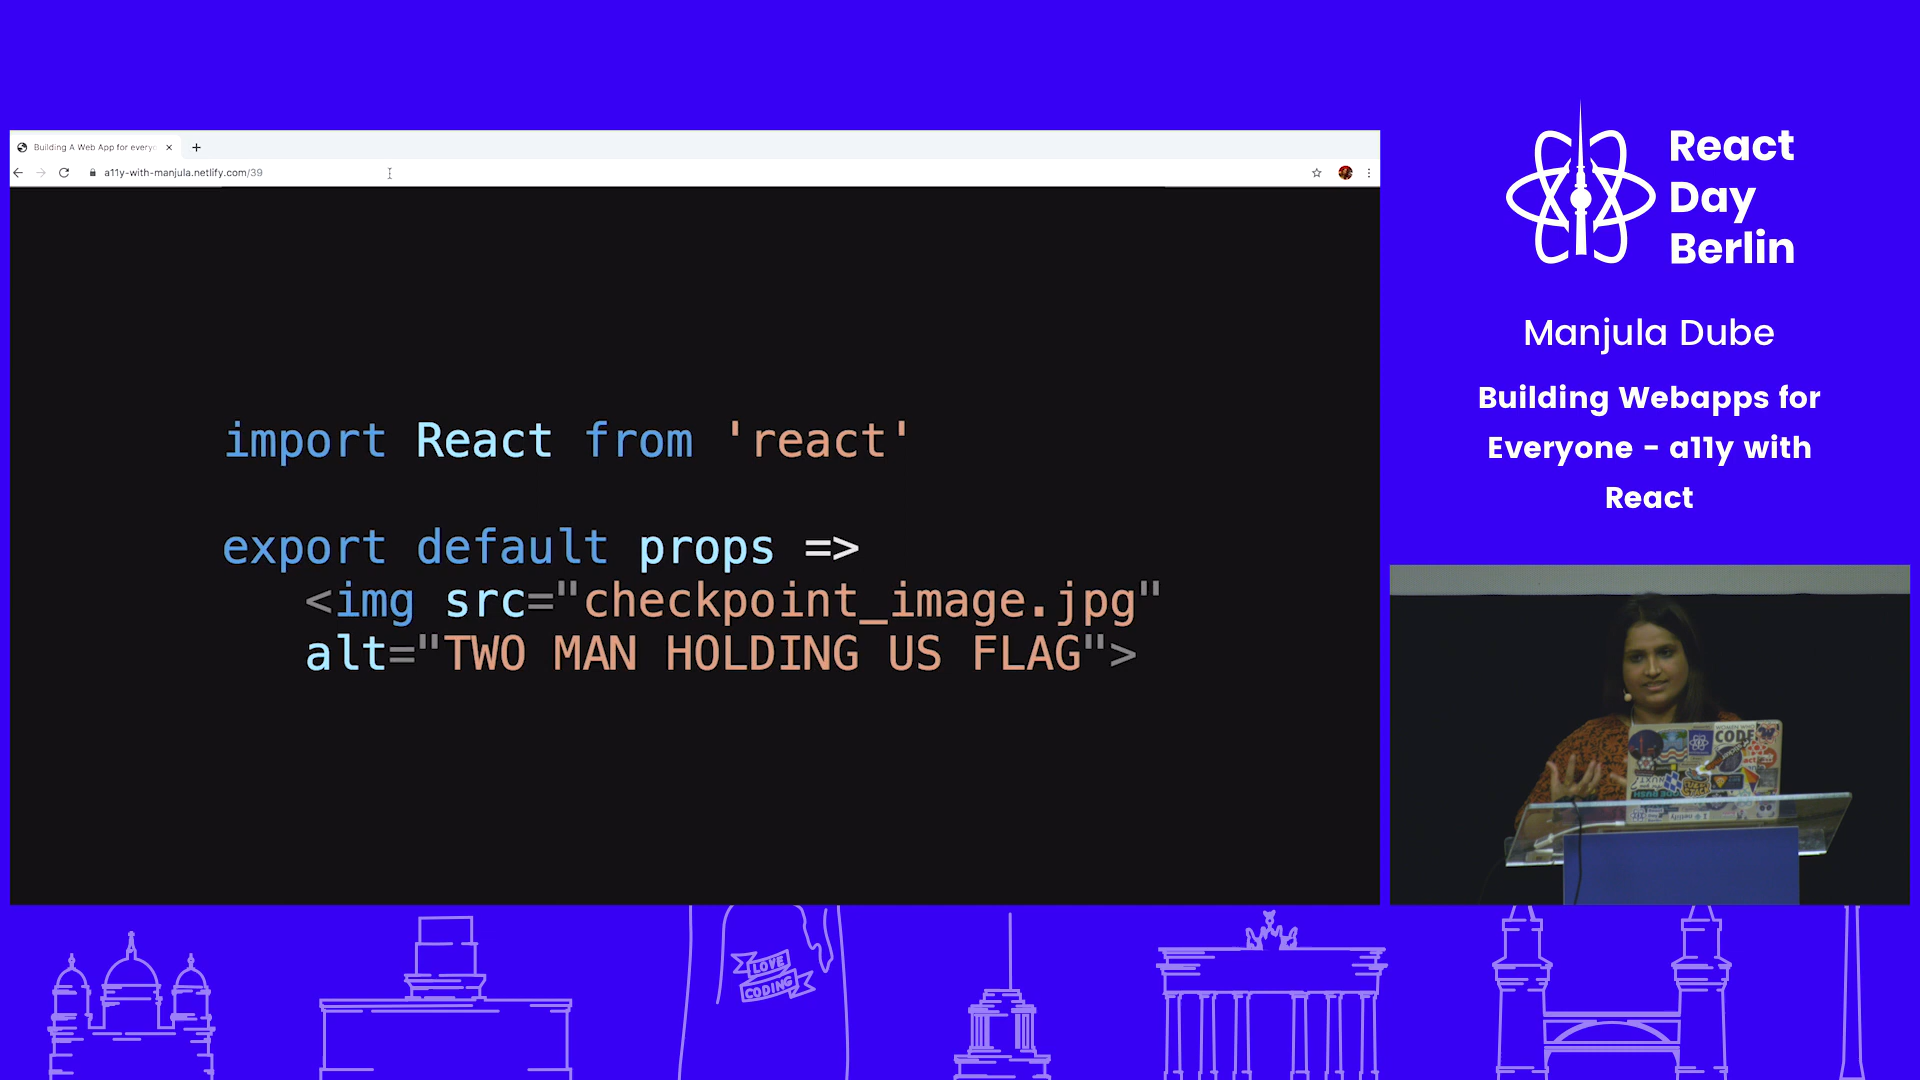 Building A Web App for everyo
a11y-with-manjula.netlify.com/39
import React from 'react'
export default props =>
<img src="checkpoint_image.jpg"
alt="TWO MAN HOLDING US FLAG">
React
Day
Berlin
Manjula Dube
Building Webapps for
Everyone - a11y with
React
CODE
LOVE
CODING